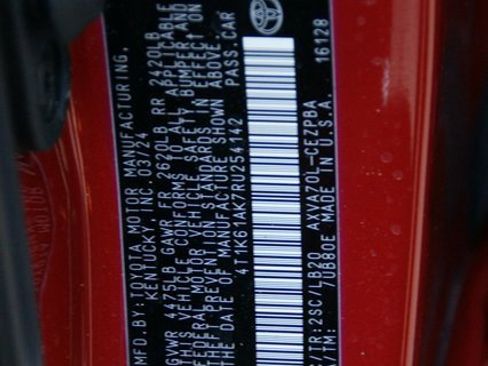 MFD. BY: TOYOTA MOTOR MANUFACTURING,
KENTUCKY, INC. 03/24
GVWR 4475LB GAWR FR 2620LB RR 2420LB
THIS VEHICLE CONFORMS TO ALL APPLICABLE
FEDERAL MOTOR VEHICLE SAFETY, BUMPER AND
THEFT PREVENTION STANDARDS IN EFFECT ON
THE DATE OF MANUFACTURE SHOWN ABOVE.
4T1K61AK7RU254142 PASS.CAR
C/TR:2SC/LB20 AXVA70L-CEZPBA
A/TM: 7UB80E MADE IN U.S.A. 16128